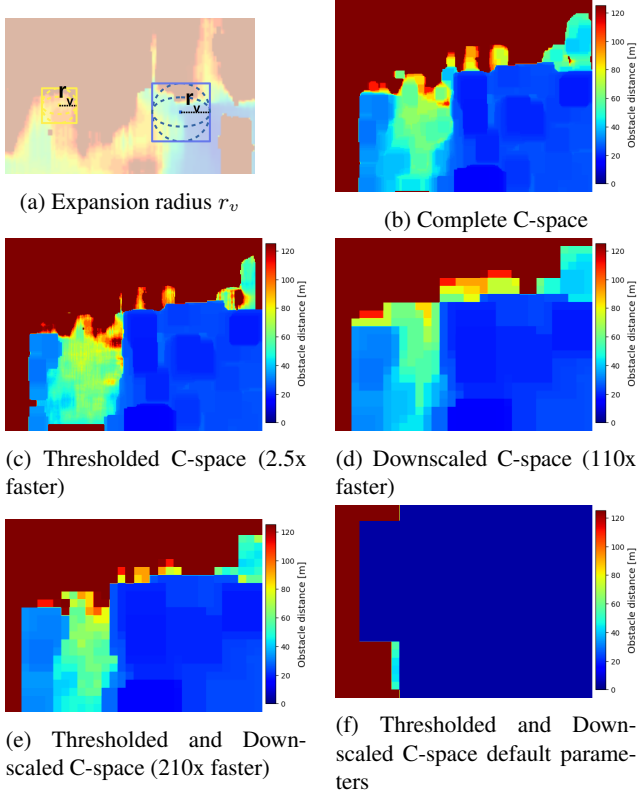 r_v
r_v
(a) Expansion radius r_v
120
100
80
60
40
20
0
Obstacle distance [m]
(b) Complete C-space
120
100
80
60
40
20
0
Obstacle distance [m]
120
100
80
60
40
20
0
Obstacle distance [m]
(c) Thresholded C-space (2.5x
faster)
(d) Downscaled C-space (110x
faster)
120
100
80
60
40
20
0
Obstacle distance [m]
120
100
80
60
40
20
0
Obstacle distance [m]
(e) Thresholded and Down-
scaled C-space (210x faster)
(f) Thresholded and Down-
scaled C-space default parame-
ters